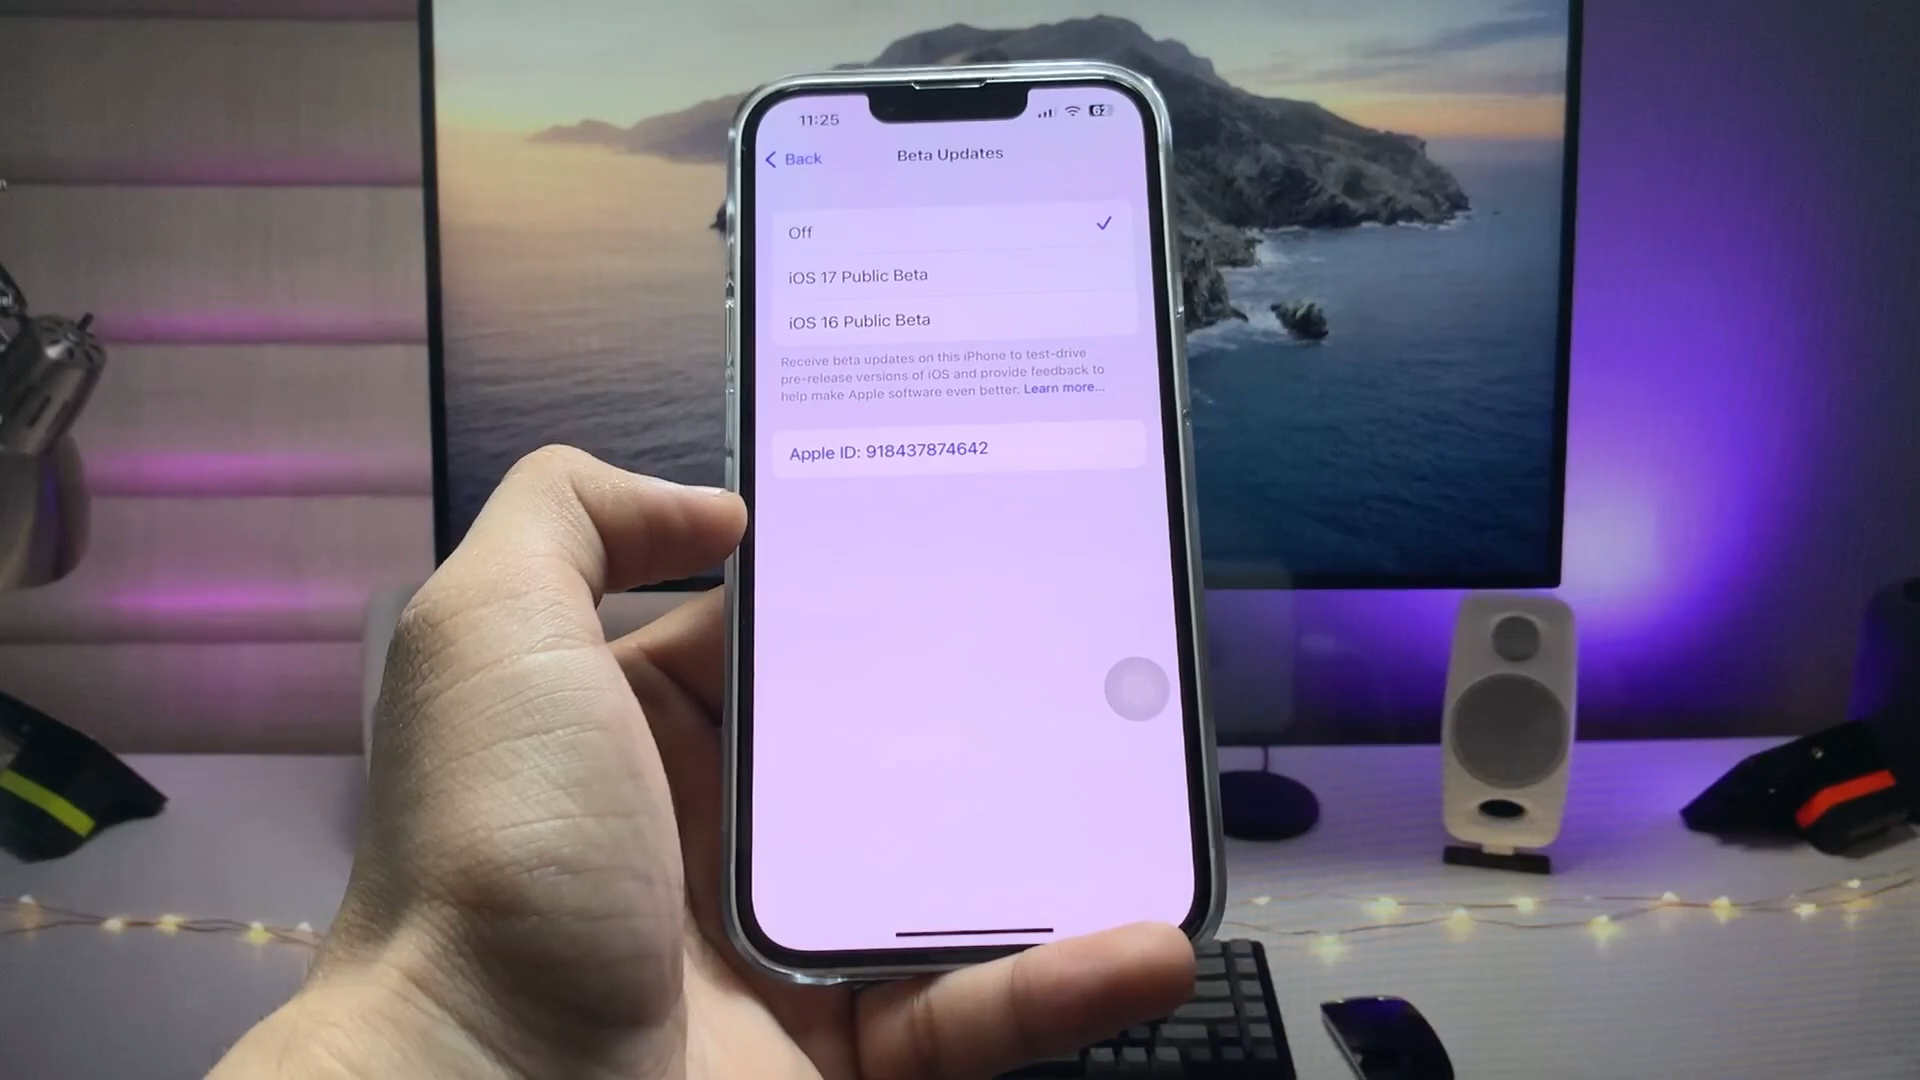 11:25
62
Back
Beta Updates
Off
iOS 17 Public Beta
iOS 16 Public Beta
Receive beta updates on this iPhone to test-drive
pre-release versions of iOS and provide feedback to
help make Apple software even better. Learn more...
Apple ID: 918437874642